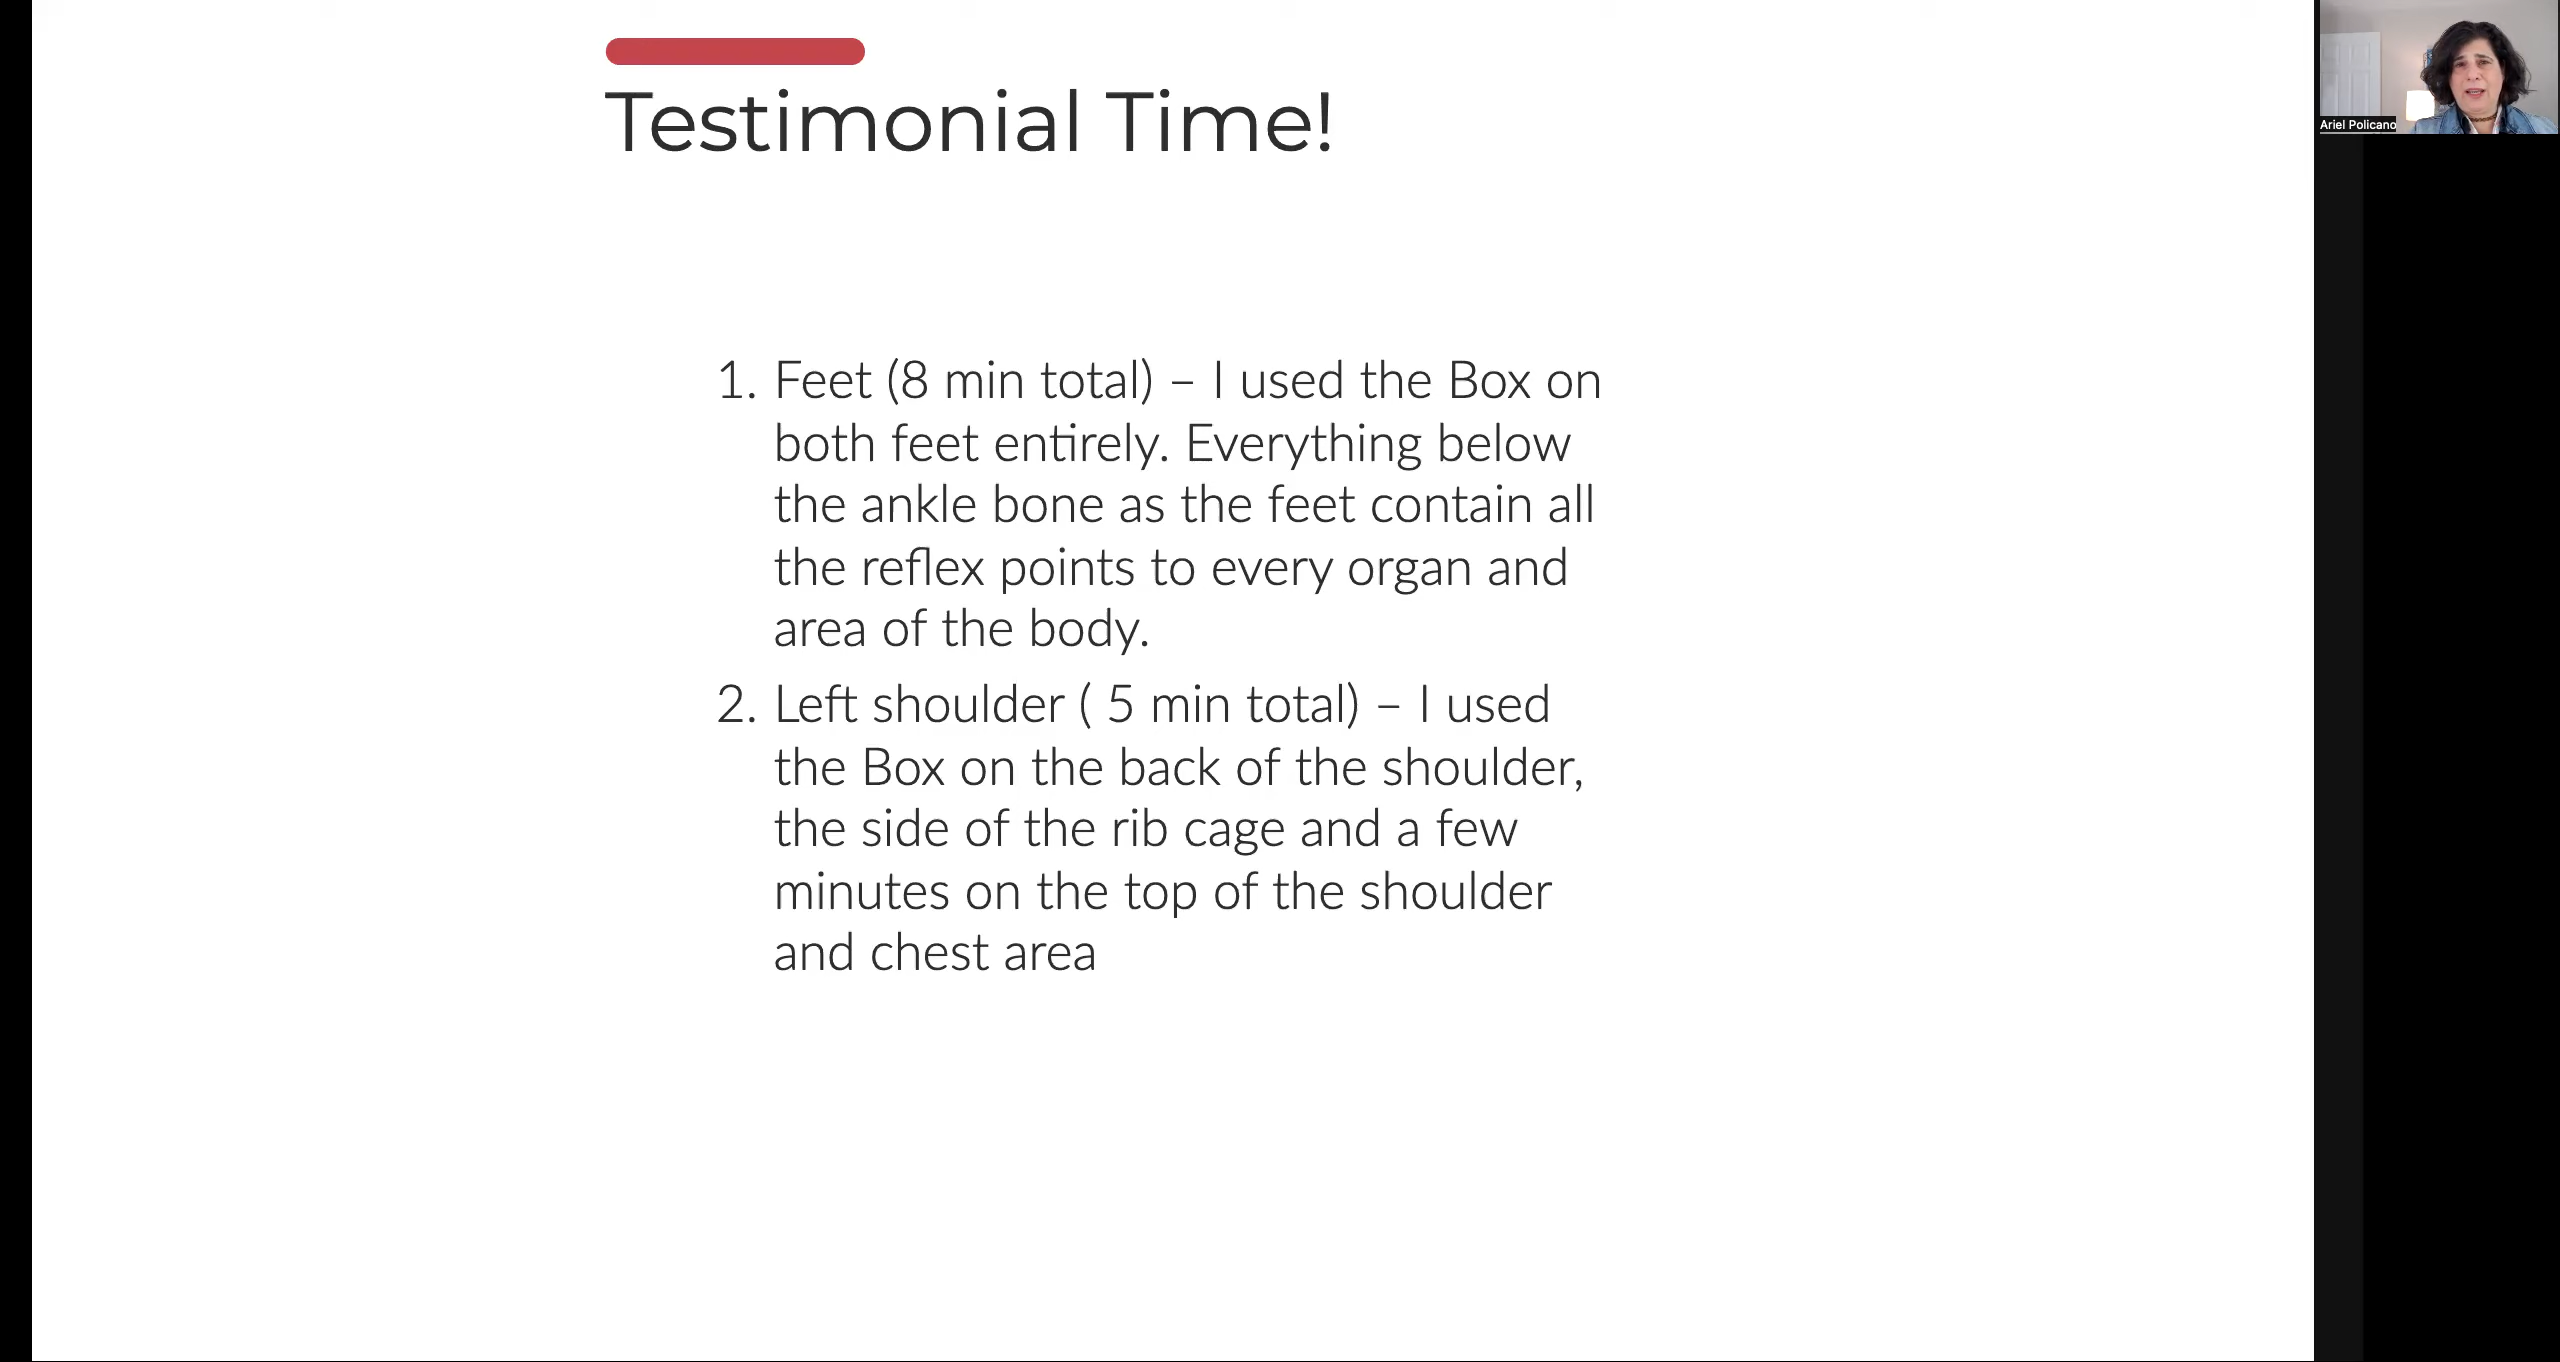 Testimonial Time!
1. Feet (8 min total) – I used the Box on
both feet entirely. Everything below
the ankle bone as the feet contain all
the reflex points to every organ and
area of the body.
2. Left shoulder ( 5 min total) – I used
the Box on the back of the shoulder,
the side of the rib cage and a few
minutes on the top of the shoulder
and chest area
Ariel Policano